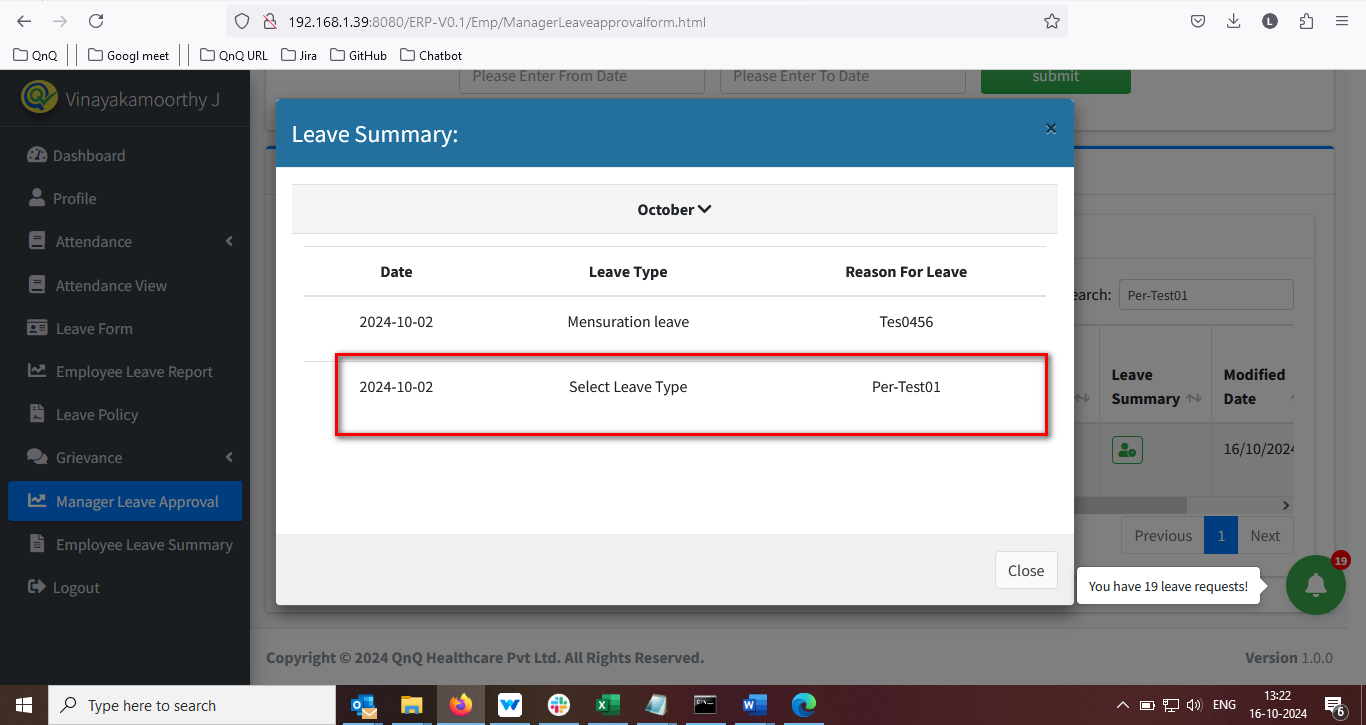 192.168.1.39:8080/ERP-V0.1/Emp/ManagerLeaveapprovalform.html
QnQ
Googl meet
QnQ URL
Jira
GitHub
Chatbot
L
Vinayakamoorthy J
Dashboard
Profile
Attendance
Attendance View
Leave Form
Employee Leave Report
Leave Policy
Grievance
Manager Leave Approval
Employee Leave Summary
Logout
Please Enter From Date
Please Enter To Date
submit
Leave Summary:
×
October
Date Leave Type Reason For Leave
2024-10-02 Mensuration leave Tes0456
2024-10-02 Select Leave Type Per-Test01
Close
earch: Per-Test01
Leave
Summary
Modified
Date
16/10/2024
Previous 1 Next
19
You have 19 leave requests!
Copyright © 2024 QnQ Healthcare Pvt Ltd. All Rights Reserved.
Version 1.0.0
Type here to search
ENG
13:22
16-10-2024
6